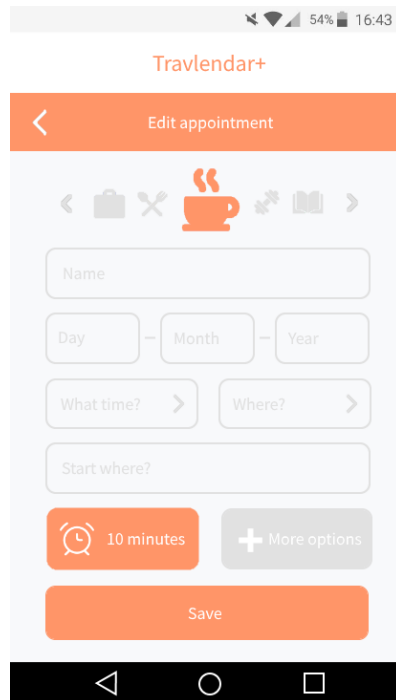 54% 16:43
Travlendar+
Edit appointment
Name
Day – Month – Year
What time? Where?
Start where?
10 minutes More options
Save